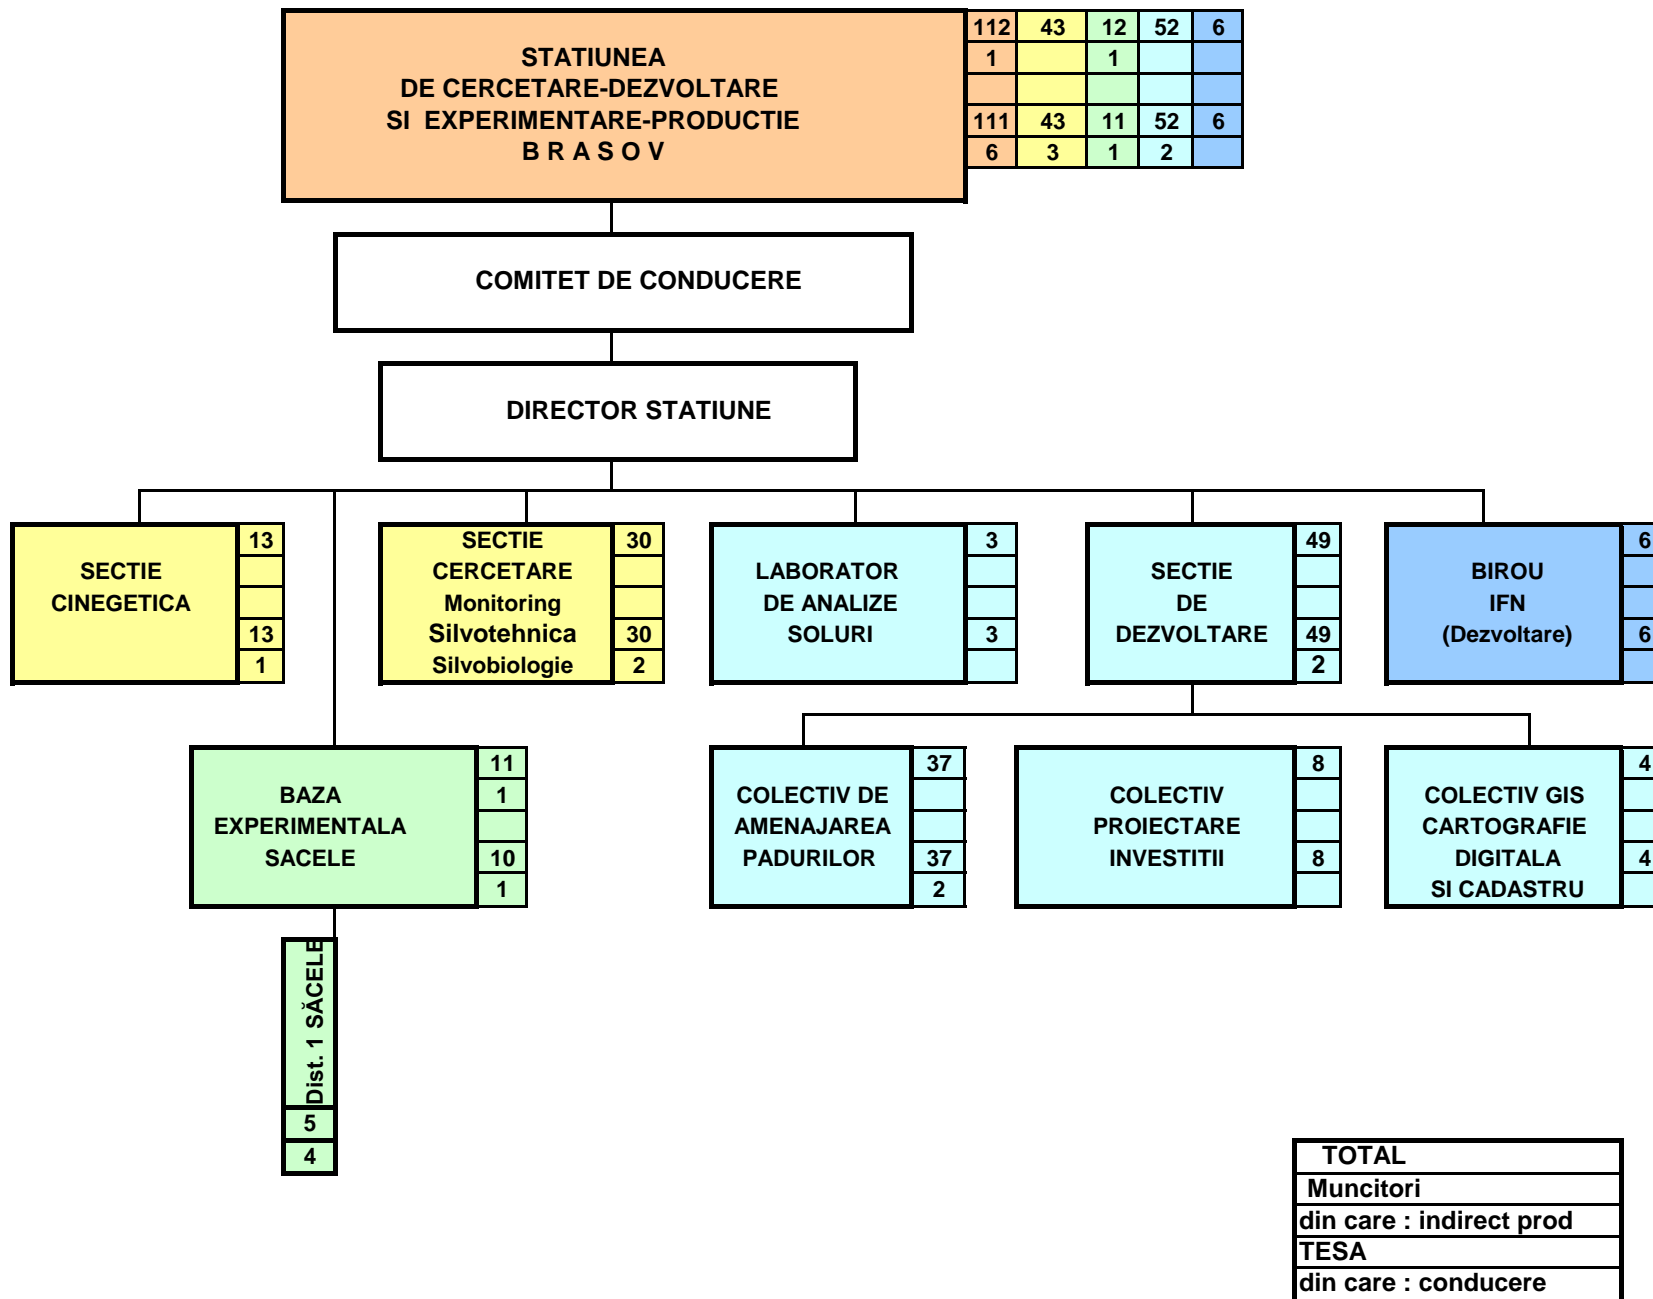 STATIUNEA
DE CERCETARE-DEZVOLTARE
SI EXPERIMENTARE-PRODUCTIE
B R A S O V
112 43 12 52 6
1 1
111 43 11 52 6
6 3 1 2
COMITET DE CONDUCERE
DIRECTOR STATIUNE
SECTIE
CINEGETICA
13
13
1
SECTIE
CERCETARE
Monitoring
Silvotehnica
Silvobiologie
30
30
2
LABORATOR
DE ANALIZE
SOLURI
3
3
SECTIE
DE
DEZVOLTARE
49
49
2
BIROU
IFN
(Dezvoltare)
6
6
BAZA
EXPERIMENTALA
SACELE
11
1
10
1
COLECTIV DE
AMENAJAREA
PADURILOR
37
37
2
COLECTIV
PROIECTARE
INVESTITII
8
8
COLECTIV GIS
CARTOGRAFIE
DIGITALA
SI CADASTRU
4
4
Dist. 1 SĂCELE
5
4
TOTAL
Muncitori
din care : indirect prod
TESA
din care : conducere